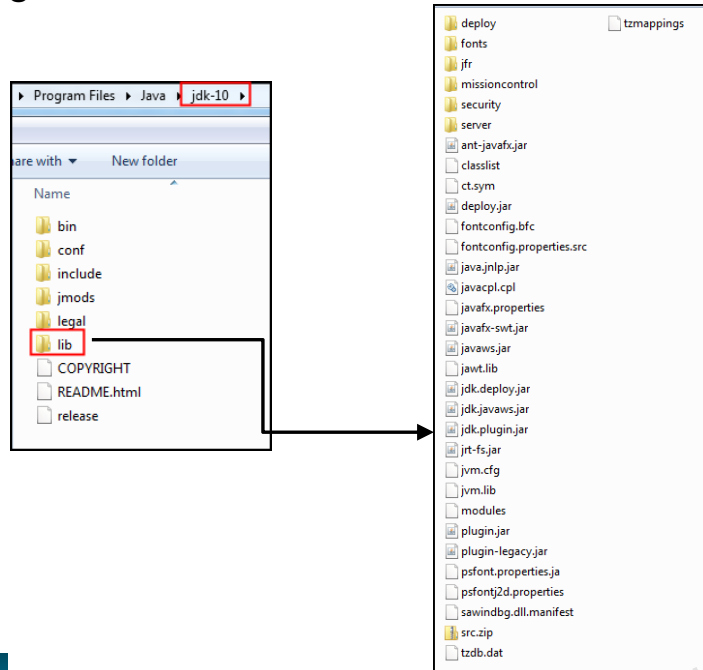 Program Files ▸ Java ▸ jdk-10 ▸
are with ▾ New folder
Name
bin
conf
include
jmods
legal
lib
COPYRIGHT
README.html
release
deploy
fonts
jfr
missioncontrol
security
server
ant-javafx.jar
classlist
ct.sym
deploy.jar
fontconfig.bfc
fontconfig.properties.src
java.jnlp.jar
javacpl.cpl
javafx.properties
javafx-swt.jar
javaws.jar
jawt.lib
jdk.deploy.jar
jdk.javaws.jar
jdk.plugin.jar
jrt-fs.jar
jvm.cfg
jvm.lib
modules
plugin.jar
plugin-legacy.jar
psfont.properties.ja
psfontj2d.properties
sawindbg.dll.manifest
src.zip
tzdb.dat
tzmappings